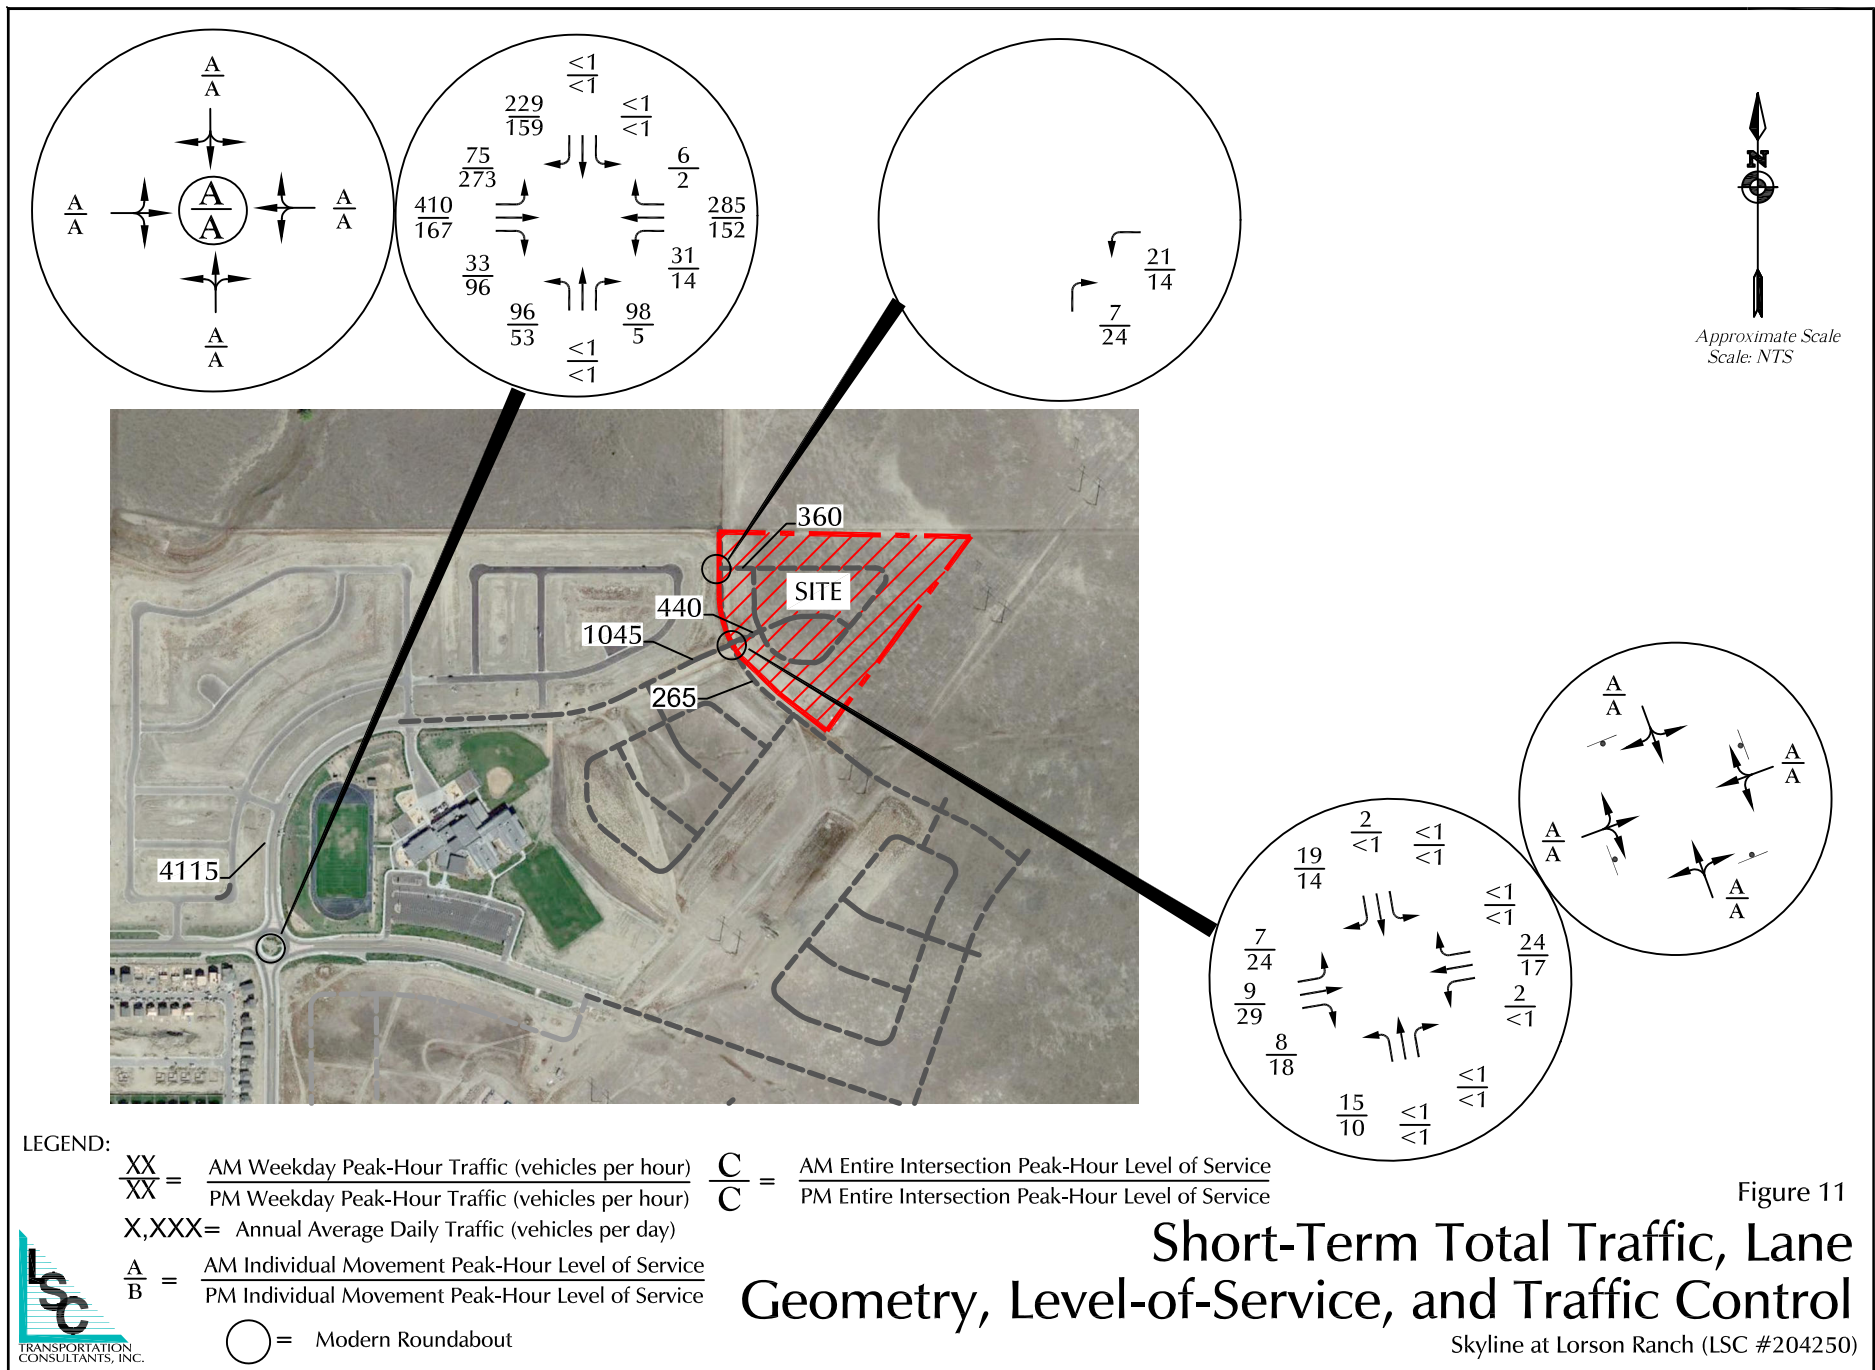 A
A
A
A
A
A
A
A
A
A
<1
<1
229
159
<1
<1
75
273
6
2
410
167
285
152
33
96
31
14
96
53
98
5
<1
<1
21
14
7
24
N
Approximate Scale
Scale: NTS
360
SITE
440
1045
265
4115
A
A
A
A
A
A
A
A
2
<1
<1
<1
19
14
<1
<1
7
24
24
17
9
29
2
<1
8
18
<1
<1
15
10
<1
<1
LEGEND:
XX
XX
=
AM Weekday Peak-Hour Traffic (vehicles per hour)
PM Weekday Peak-Hour Traffic (vehicles per hour)
C
C
=
AM Entire Intersection Peak-Hour Level of Service
PM Entire Intersection Peak-Hour Level of Service
X,XXX= Annual Average Daily Traffic (vehicles per day)
A
B
=
AM Individual Movement Peak-Hour Level of Service
PM Individual Movement Peak-Hour Level of Service
= Modern Roundabout
LSC
TRANSPORTATION
CONSULTANTS, INC.
Figure 11
Short-Term Total Traffic, Lane
Geometry, Level-of-Service, and Traffic Control
Skyline at Lorson Ranch (LSC #204250)